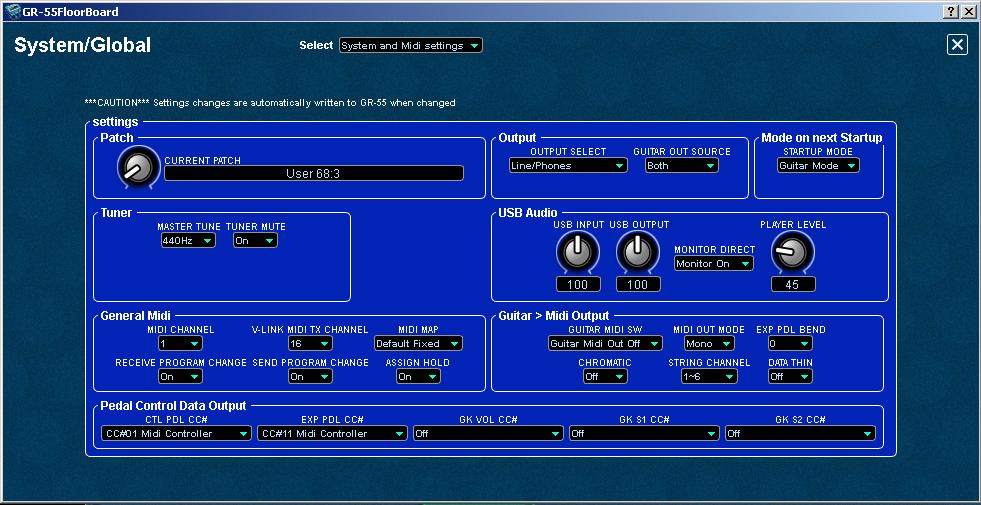 GR-55FloorBoard
System/Global
Select System and Midi settings
***CAUTION*** Settings changes are automatically written to GR-55 when changed
settings
Patch
CURRENT PATCH
User 68:3
Output
OUTPUT SELECT GUITAR OUT SOURCE
Line/Phones Both
Mode on next Startup
STARTUP MODE
Guitar Mode
Tuner
MASTER TUNE TUNER MUTE
440Hz On
USB Audio
USB INPUT USB OUTPUT
100 100
MONITOR DIRECT
Monitor On
PLAYER LEVEL
45
General Midi
MIDI CHANNEL V-LINK MIDI TX CHANNEL MIDI MAP
1 16 Default Fixed
RECEIVE PROGRAM CHANGE SEND PROGRAM CHANGE ASSIGN HOLD
On On On
Guitar > Midi Output
GUITAR MIDI SW MIDI OUT MODE EXP PDL BEND
Guitar Midi Out Off Mono 0
CHROMATIC STRING CHANNEL DATA THIN
Off 1~6 Off
Pedal Control Data Output
CTL PDL CC# EXP PDL CC# GK VOL CC# GK S1 CC# GK S2 CC#
CC#01 Midi Controller CC#11 Midi Controller Off Off Off